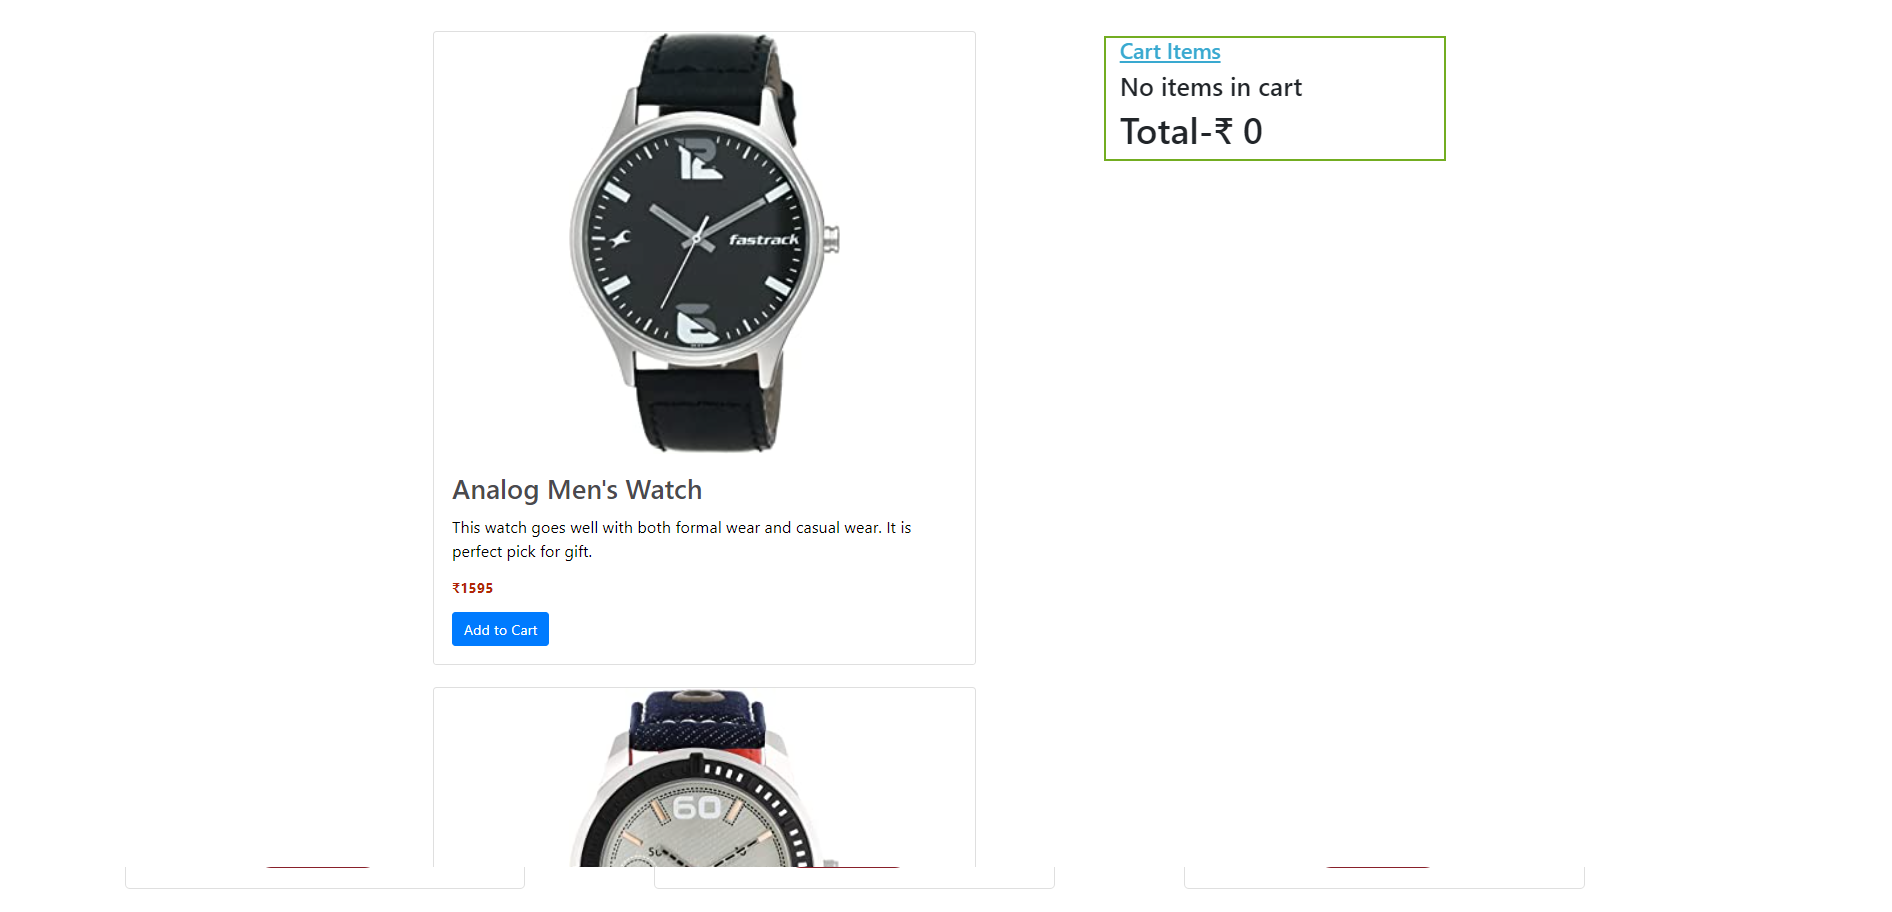 12
fastrack
6
Analog Men's Watch
This watch goes well with both formal wear and casual wear. It is
perfect pick for gift.
₹1595
Add to Cart
60
Cart Items
No items in cart
Total-₹ 0